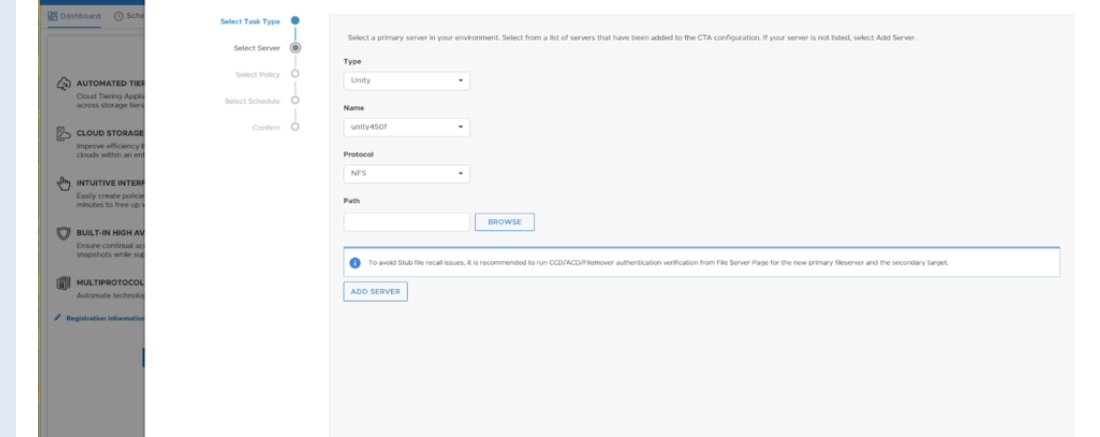 Dashboard
Sche
AUTOMATED TIER
Cloud Tiering Applia
across storage tiers
CLOUD STORAGE
Improve efficiency b
clouds within an ent
INTUITIVE INTERF
Easily create policie
minutes to free up v
BUILT-IN HIGH AV
Ensure continual ac
snapshots while sup
MULTIPROTOCOL
Automate technolog
Registration Information
Select Task Type
Select Server
Select Policy
Select Schedule
Confirm
Select a primary server in your environment. Select from a list of servers that have been added to the CTA configuration. If your server is not listed, select Add Server.
Type
Unity
Name
unity450f
Protocol
NFS
Path
BROWSE
To avoid Stub file recall issues, it is recommended to run CCD/ACD/Filemover authentication verification from File Server Page for the new primary fileserver and the secondary target.
ADD SERVER